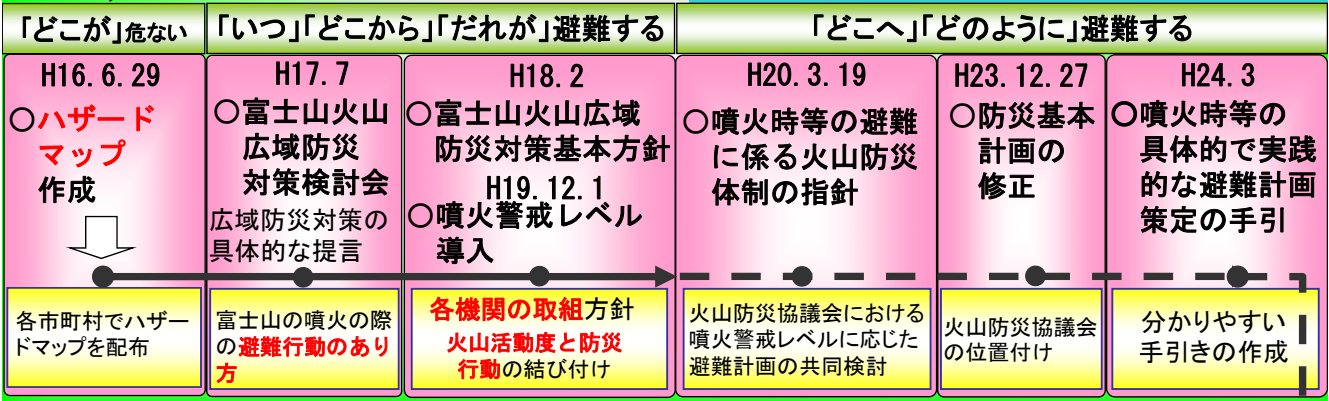 「どこが」危ない
「いつ」「どこから」「だれが」避難する
「どこへ」「どのように」避難する
H16.6.29
○ハザード
マップ
作成
各市町村でハザー
ドマップを配布
H17.7
○富士山火山
広域防災
対策検討会
広域防災対策の
具体的な提言
富士山の噴火の際
の避難行動のあり
方
H18.2
○富士山火山広域
防災対策基本方針
H19.12.1
○噴火警戒レベル
導入
各機関の取組方針
火山活動度と防災
行動の結び付け
H20.3.19
○噴火時等の避難
に係る火山防災
体制の指針
火山防災協議会における
噴火警戒レベルに応じた
避難計画の共同検討
H23.12.27
○防災基本
計画の
修正
火山防災協議会
の位置付け
H24.3
○噴火時等の
具体的で実践
的な避難計画
策定の手引
分かりやすい
手引きの作成